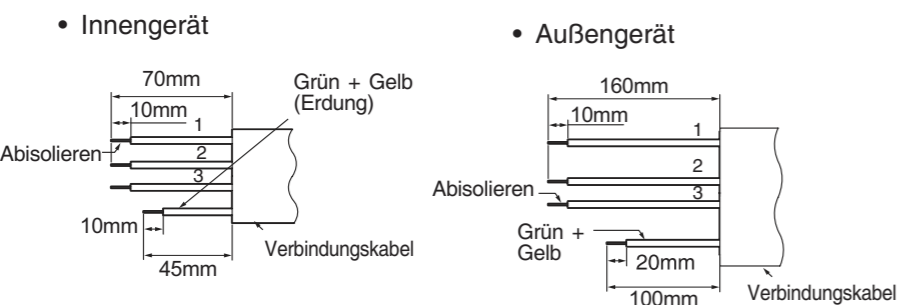 • Innengerät
70mm
10mm
Grün + Gelb
(Erdung)
1
Abisolieren
2
3
10mm
45mm
Verbindungskabel
• Außengerät
160mm
10mm
1
2
3
Abisolieren
Grün +
Gelb
20mm
100mm
Verbindungskabel